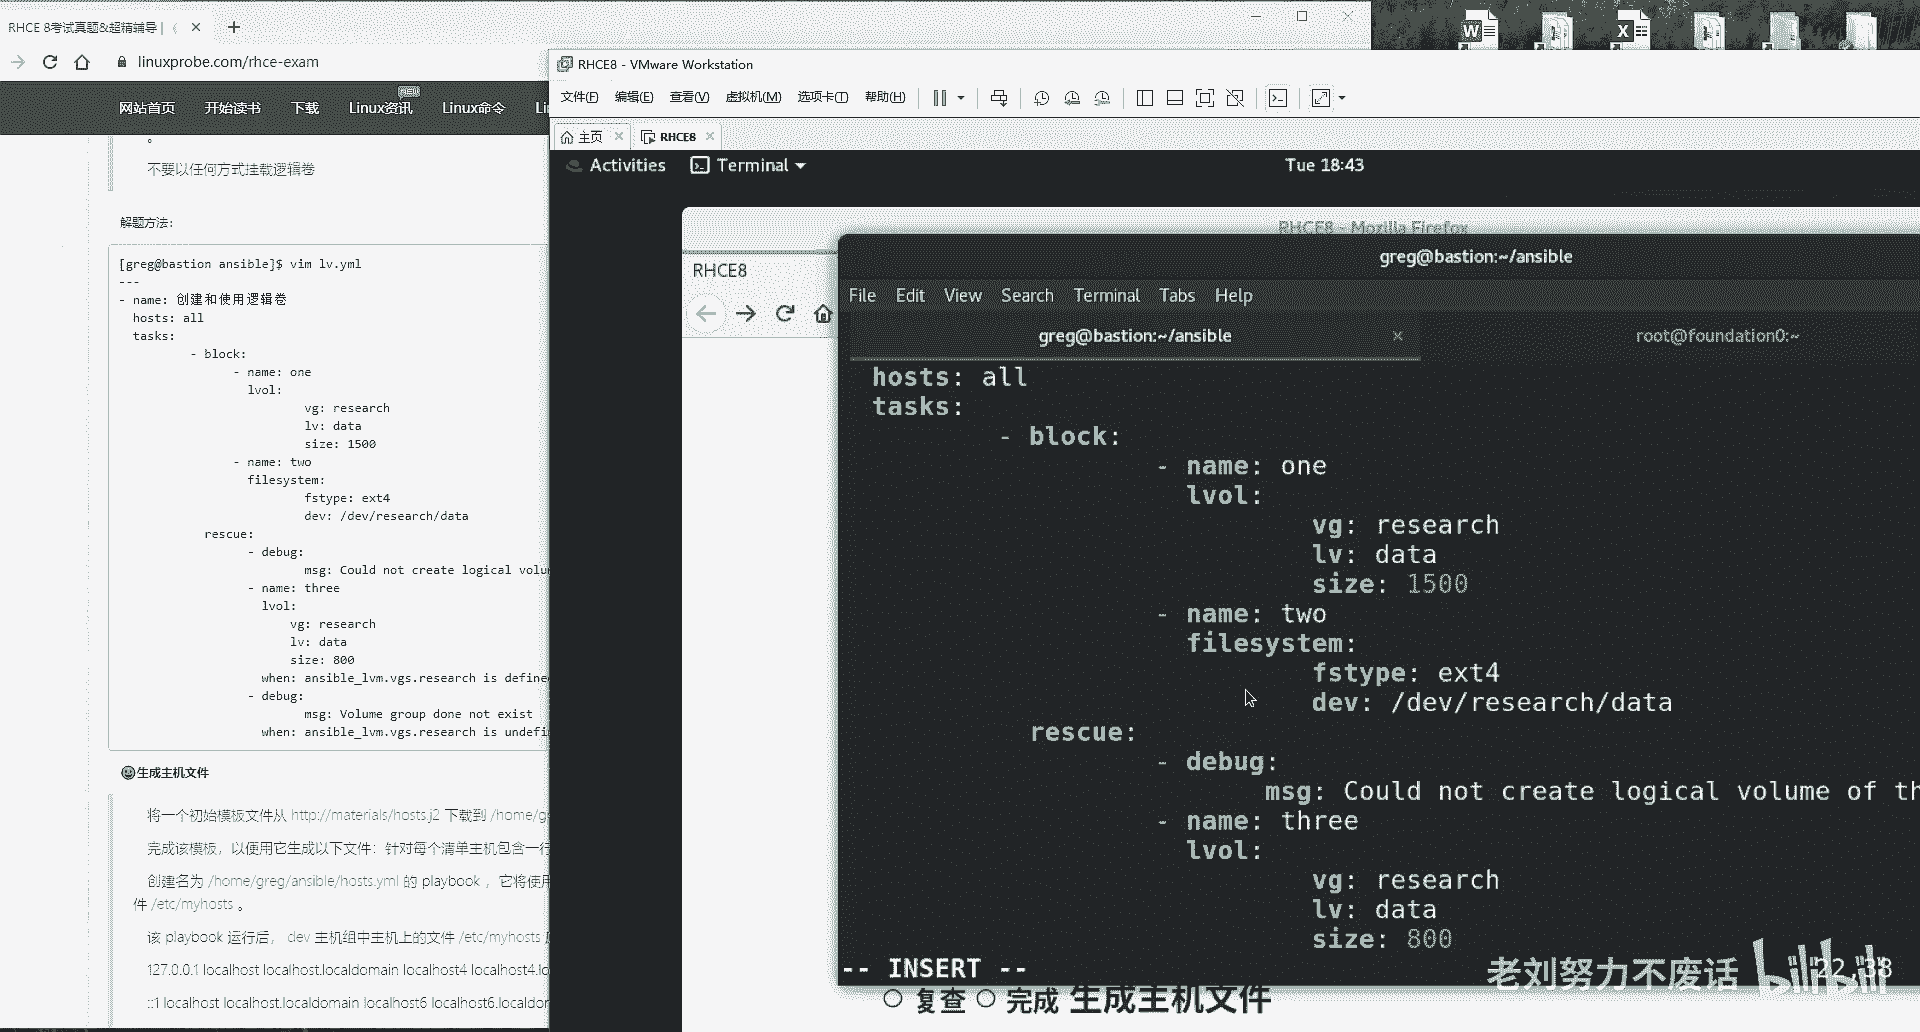 RHCE 8考试真题&超精辅导 |
linuxprobe.com/rhce-exam
网站首页 开始读书 下载 Linux资讯 Linux命令
不要以任何方式挂载逻辑卷
解题方法:
[greg@bastion ansible]$ vim lv.yml
---
- name: 创建和使用逻辑卷
hosts: all
tasks:
- block:
- name: one
lvol:
vg: research
lv: data
size: 1500
- name: two
filesystem:
fstype: ext4
dev: /dev/research/data
rescue:
- debug:
msg: Could not create logical
- name: three
lvol:
vg: research
lv: data
size: 800
when: ansible_lvm.vgs.research is
- debug:
msg: Volume group done not exist
when: ansible_lvm.vgs.research is
生成主机文件
将一个初始模板文件从 http://materials/hosts.j2 下载到
完成该模板，以便用它生成以下文件：针对每个清单主机包含一行
创建名为 /home/greg/ansible/hosts.yml 的 playbook ，它将使用
件 /etc/myhosts 。
该 playbook 运行后， dev 主机组中主机上的文件 /etc/myhosts
127.0.0.1 localhost localhost.localdomain localhost4
::1 localhost localhost.localdomain localhost6
RHCE8 - VMware Workstation
文件(F) 编辑(E) 查看(V) 虚拟机(M) 选项卡(T) 帮助(H)
主页 RHCE8
Activities Terminal Tue 18:43
RHCE8 - Mozilla Firefox
RHCE8
greg@bastion:~/ansible
File Edit View Search Terminal Tabs Help
greg@bastion:~/ansible root@foundation0:~
hosts: all
tasks:
- block:
- name: one
lvol:
vg: research
lv: data
size: 1500
- name: two
filesystem:
fstype: ext4
dev: /dev/research/data
rescue:
- debug:
msg: Could not create logical volume of
- name: three
lvol:
vg: research
lv: data
size: 800
-- INSERT -- 22,38
老刘努力不废话 bilibili
复查 完成 生成主机文件